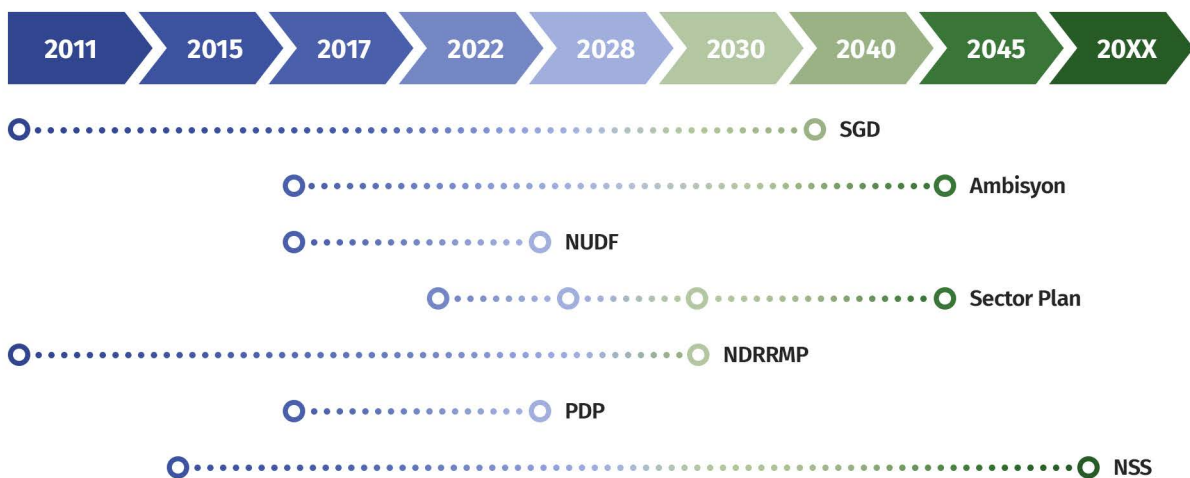 2011 2015 2017 2022 2028 2030 2040 2045 20XX
SGD
Ambisyon
NUDF
Sector Plan
NDRRMP
PDP
NSS